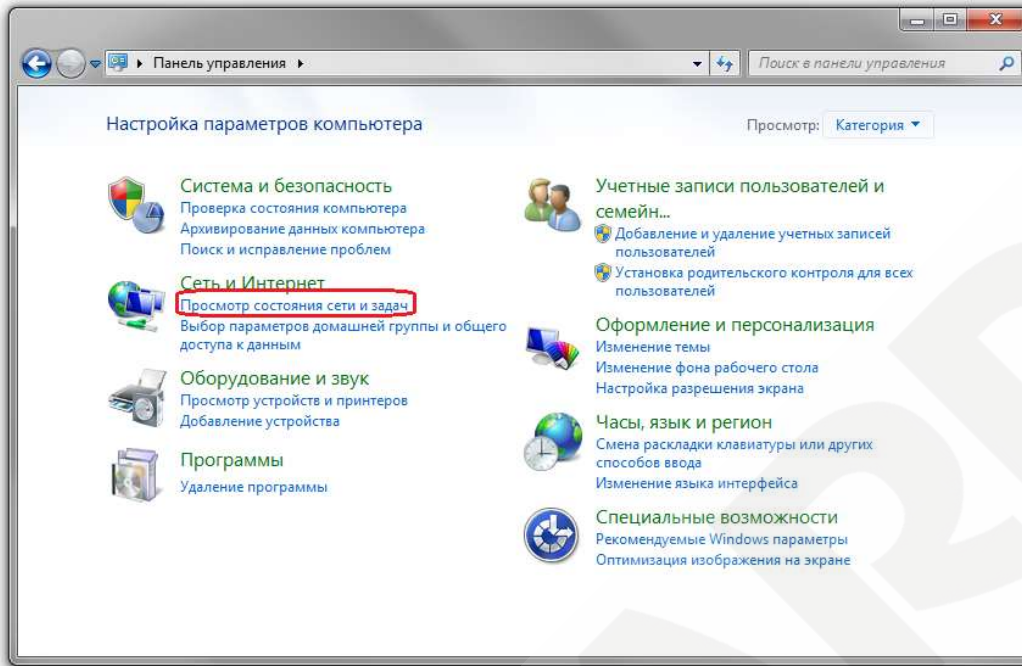 Панель управления
Поиск в панели управления
Настройка параметров компьютера
Просмотр: Категория
Система и безопасность
Проверка состояния компьютера
Архивирование данных компьютера
Поиск и исправление проблем
Сеть и Интернет
Просмотр состояния сети и задач
Выбор параметров домашней группы и общего
доступа к данным
Оборудование и звук
Просмотр устройств и принтеров
Добавление устройства
Программы
Удаление программы
Учетные записи пользователей и
семейн...
Добавление и удаление учетных записей
пользователей
Установка родительского контроля для всех
пользователей
Оформление и персонализация
Изменение темы
Изменение фона рабочего стола
Настройка разрешения экрана
Часы, язык и регион
Смена раскладки клавиатуры или других
способов ввода
Изменение языка интерфейса
Специальные возможности
Рекомендуемые Windows параметры
Оптимизация изображения на экране